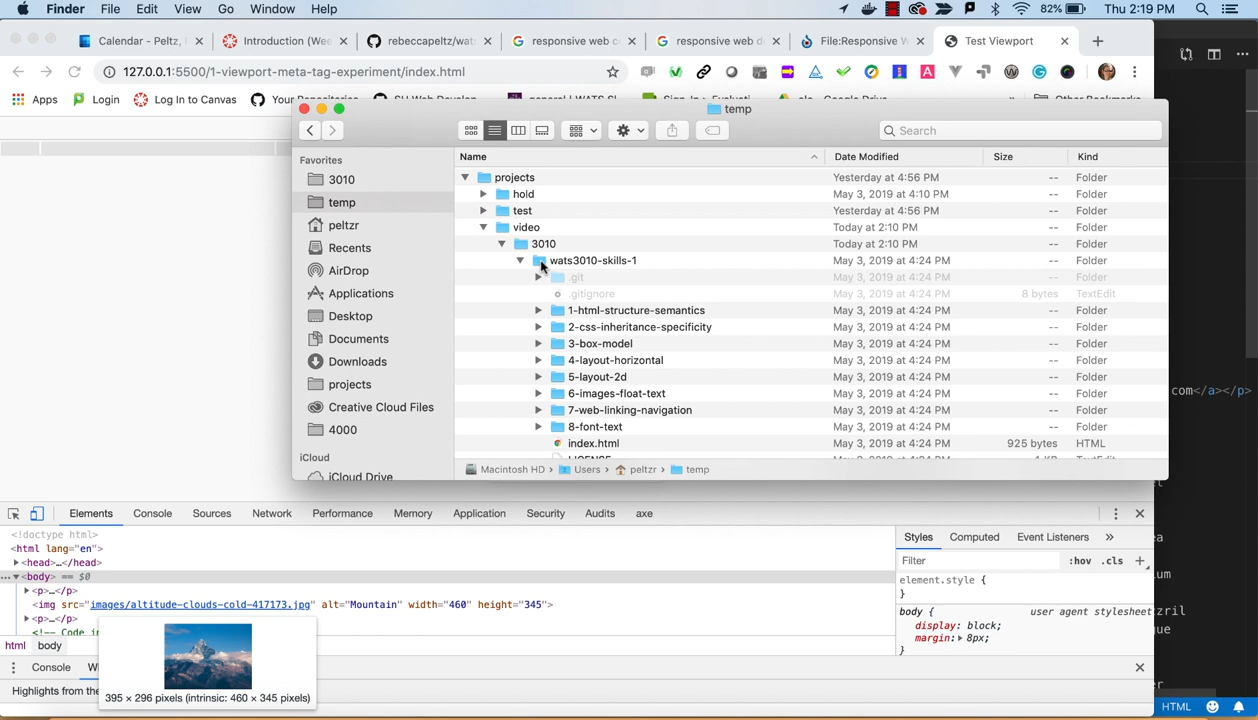 Finder File Edit View Go Window Help 82% Thu 2:19 PM
Calendar - Peltz, Introduction (Wee rebeccapeltz/wat responsive web c responsive web d File:Responsive W Test Viewport
127.0.0.1:5500/1-viewport-meta-tag-experiment/index.html
Apps Login Log In to Canvas Your Repositories
temp
Search
Favorites
3010
temp
peltzr
Recents
AirDrop
Applications
Desktop
Documents
Downloads
projects
Creative Cloud Files
4000
iCloud
iCloud Drive
Name Date Modified Size Kind
projects Yesterday at 4:56 PM -- Folder
hold May 3, 2019 at 4:10 PM -- Folder
test Yesterday at 4:56 PM -- Folder
video Today at 2:10 PM -- Folder
3010 Today at 2:10 PM -- Folder
wats3010-skills-1 May 3, 2019 at 4:24 PM -- Folder
.git May 3, 2019 at 4:24 PM -- Folder
.gitignore May 3, 2019 at 4:24 PM 8 bytes TextEdit
1-html-structure-semantics May 3, 2019 at 4:24 PM -- Folder
2-css-inheritance-specificity May 3, 2019 at 4:24 PM -- Folder
3-box-model May 3, 2019 at 4:24 PM -- Folder
4-layout-horizontal May 3, 2019 at 4:24 PM -- Folder
5-layout-2d May 3, 2019 at 4:24 PM -- Folder
6-images-float-text May 3, 2019 at 4:24 PM -- Folder
7-web-linking-navigation May 3, 2019 at 4:24 PM -- Folder
8-font-text May 3, 2019 at 4:24 PM -- Folder
index.html May 3, 2019 at 4:24 PM 925 bytes HTML
Macintosh HD › Users › peltzr › temp
com</a></p>
Elements Console Sources Network Performance Memory Application Security Audits axe
<!doctype html>
<html lang="en">
<head>…</head>
<body> == $0
<p>…</p>
<img src="images/altitude-clouds-cold-417173.jpg" alt="Mountain" width="460" height="345">
<p>…</p>
<!-- Code in
html body
Console W
Highlights from the
395 × 296 pixels (intrinsic: 460 × 345 pixels)
Styles Computed Event Listeners »
Filter :hov .cls +
element.style {
}
body { user agent stylesheet
display: block;
margin: 8px;
}
ea
ium
zril
que
er
HTML